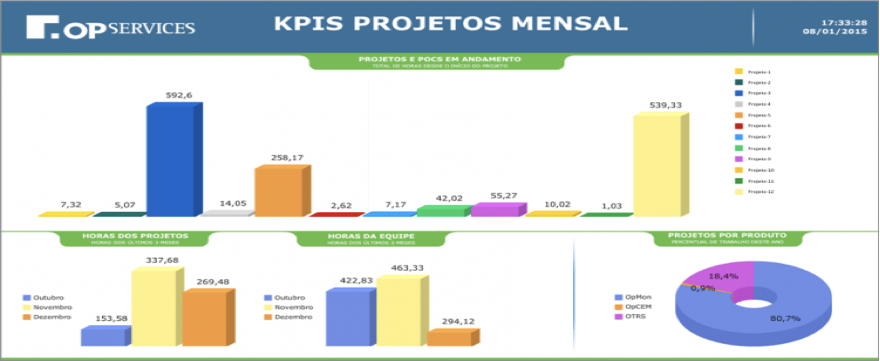 OPSERVICES
KPIS PROJETOS MENSAL
17:33:28
08/01/2015
PROJETOS E POCS EM ANDAMENTO
TOTAL DE HORAS DESDE O INÍCIO DO PROJETO
7,32
5,07
592,6
14,05
258,17
2,62
7,17
42,02
55,27
10,02
1,03
539,33
Projeto 1
Projeto 2
Projeto 3
Projeto 4
Projeto 5
Projeto 6
Projeto 7
Projeto 8
Projeto 9
Projeto 10
Projeto 11
Projeto 12
HORAS DOS PROJETOS
HORAS DOS ÚLTIMOS 3 MESES
Outubro
Novembro
Dezembro
153,58
337,68
269,48
HORAS DA EQUIPE
HORAS DOS ÚLTIMOS 3 MESES
Outubro
Novembro
Dezembro
422,83
463,33
294,12
PROJETOS POR PRODUTO
PERCENTUAL DE TRABALHO DESTE ANO
OpMon
OpCEM
OTRS
18,4%
0,9%
80,7%